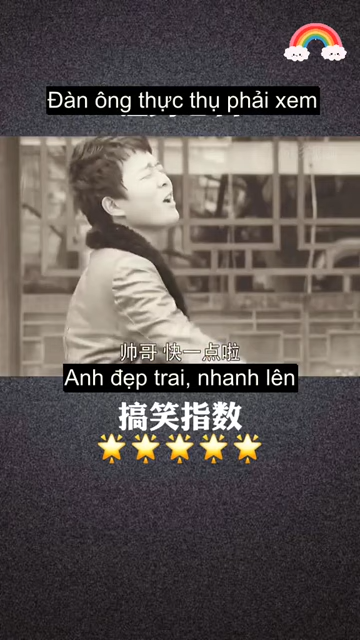 Đàn ông thực thụ phải xem
帅哥 快一点啦
Anh đẹp trai, nhanh lên
搞笑指数